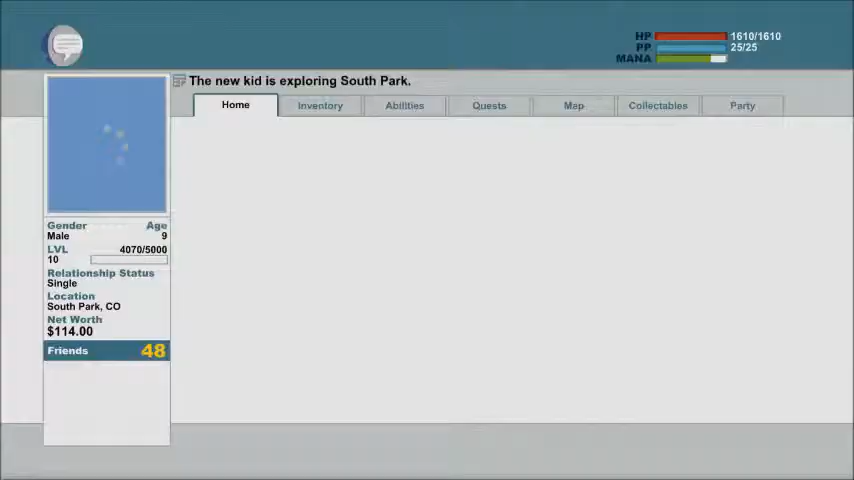 HP 1610/1610
PP 25/25
MANA
The new kid is exploring South Park.
Home Inventory Abilities Quests Map Collectables Party
Gender Age
Male 9
LVL 4070/5000
10
Relationship Status
Single
Location
South Park, CO
Net Worth
$114.00
Friends 48